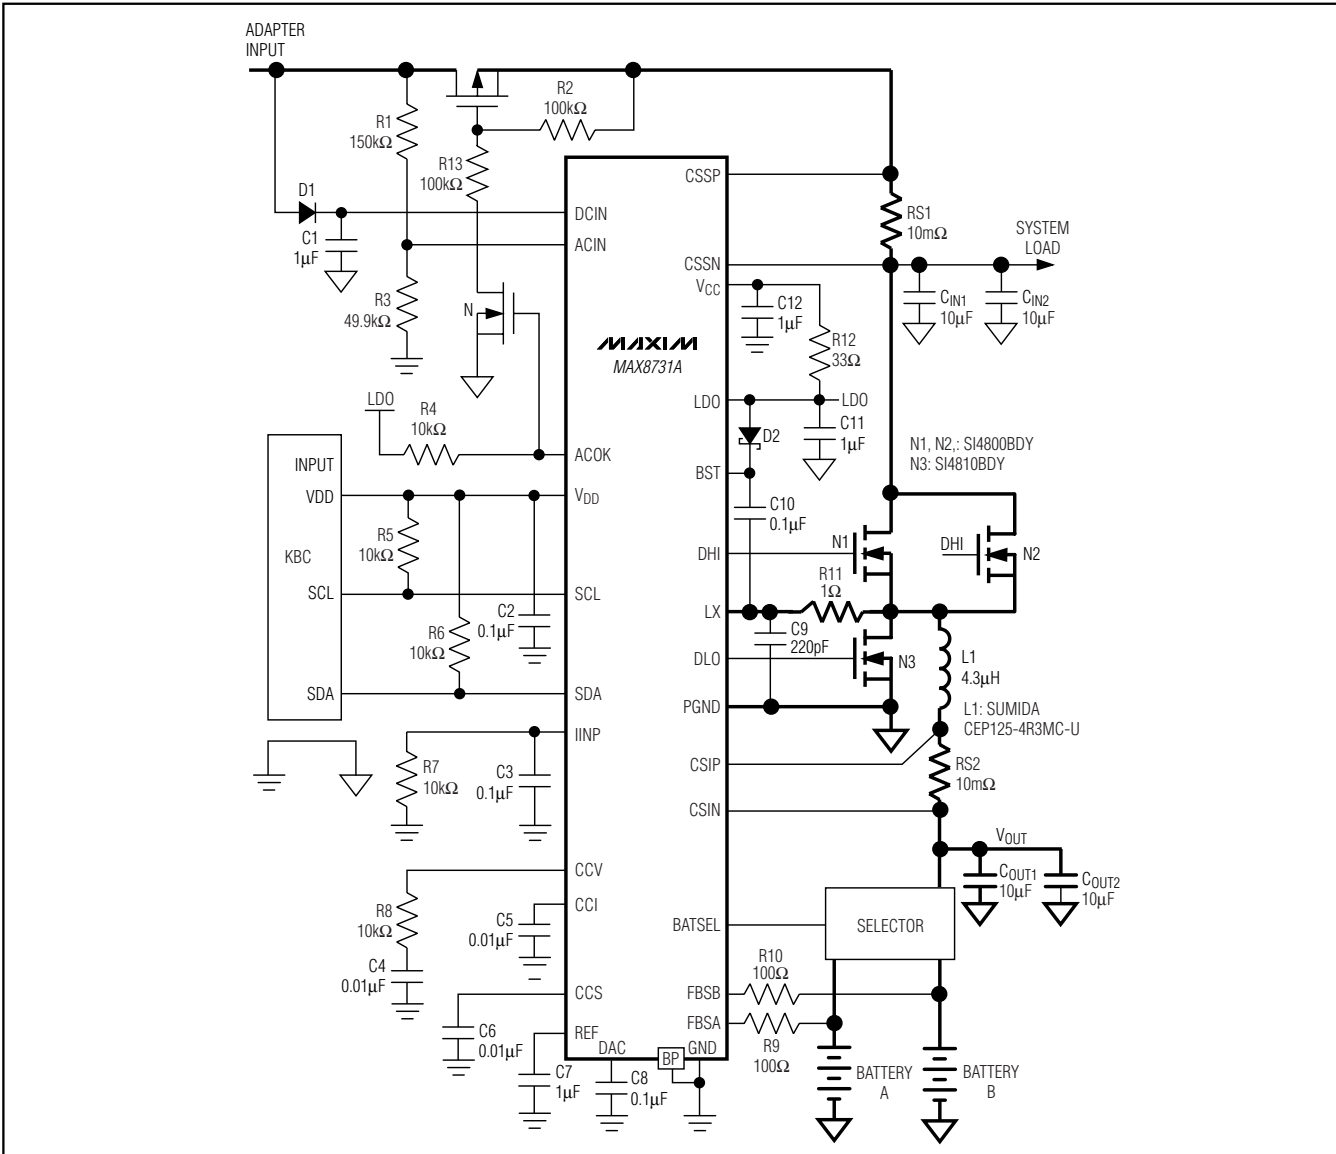 ADAPTER
INPUT
R1
150kΩ
R2
100kΩ
R13
100kΩ
D1
C1
1μF
R3
49.9kΩ
N
LDO
R4
10kΩ
INPUT
VDD
KBC
SCL
SDA
R5
10kΩ
R6
10kΩ
C2
0.1μF
R7
10kΩ
C3
0.1μF
R8
10kΩ
C4
0.01μF
C5
0.01μF
C6
0.01μF
C7
1μF
C8
0.1μF
DCIN
ACIN
ACOK
VDD
SCL
SDA
IINP
CCV
CCI
CCS
REF
DAC
BP
GND
MAXIM
MAX8731A
CSSP
CSSN
VCC
LDO
BST
DHI
LX
DLO
PGND
CSIP
CSIN
BATSEL
FBSB
FBSA
RS1
10mΩ
SYSTEM
LOAD
CIN1
10μF
CIN2
10μF
C12
1μF
R12
33Ω
LDO
C11
1μF
D2
C10
0.1μF
N1, N2,: SI4800BDY
N3: SI4810BDY
N1
DHI
N2
R11
1Ω
C9
220pF
N3
L1
4.3μH
L1: SUMIDA
CEP125-4R3MC-U
RS2
10mΩ
VOUT
COUT1
10μF
COUT2
10μF
SELECTOR
R10
100Ω
R9
100Ω
BATTERY
A
BATTERY
B